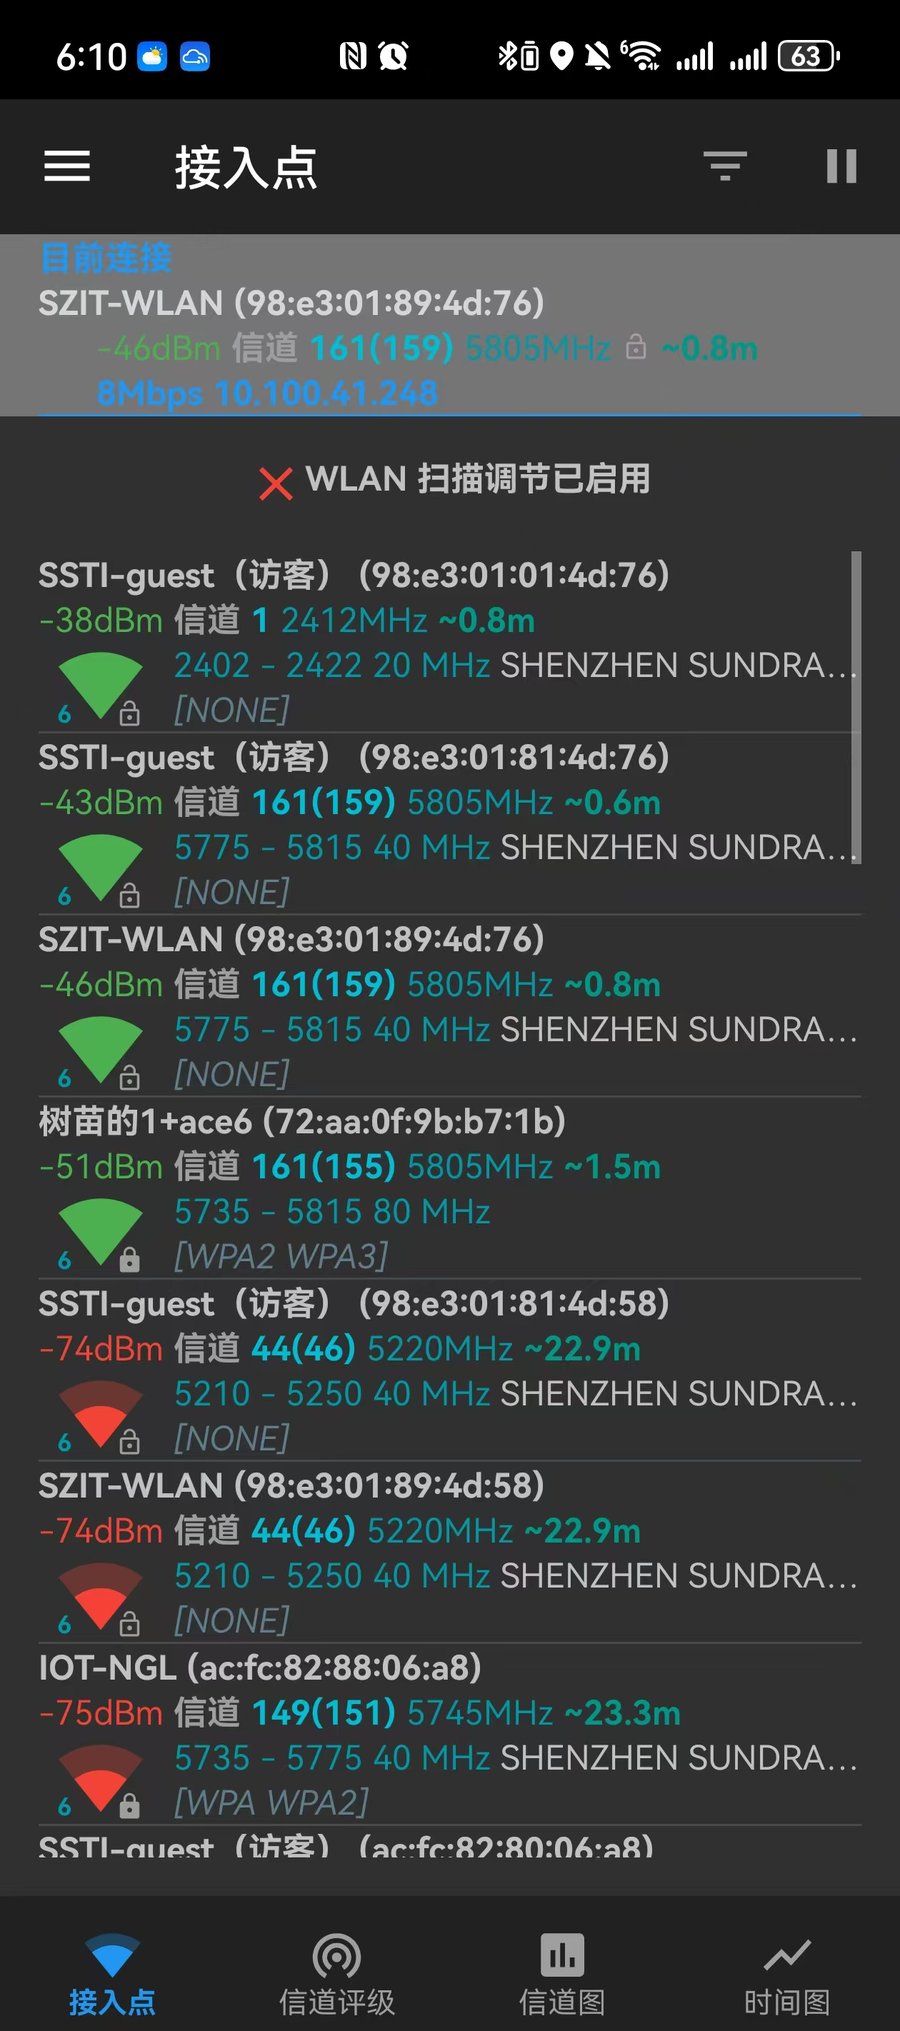 6:10
6
63
接入点
目前连接
SZIT-WLAN (98:e3:01:89:4d:76)
-46dBm 信道 161(159) 5805MHz ~0.8m
8Mbps 10.100.41.248
WLAN 扫描调节已启用
SSTI-guest（访客） (98:e3:01:01:4d:76)
-38dBm 信道 1 2412MHz ~0.8m
2402 - 2422 20 MHz SHENZHEN SUNDRA...
6 [NONE]
SSTI-guest（访客） (98:e3:01:81:4d:76)
-43dBm 信道 161(159) 5805MHz ~0.6m
5775 - 5815 40 MHz SHENZHEN SUNDRA...
6 [NONE]
SZIT-WLAN (98:e3:01:89:4d:76)
-46dBm 信道 161(159) 5805MHz ~0.8m
5775 - 5815 40 MHz SHENZHEN SUNDRA...
6 [NONE]
树苗的1+ace6 (72:aa:0f:9b:b7:1b)
-51dBm 信道 161(155) 5805MHz ~1.5m
5735 - 5815 80 MHz
6 [WPA2 WPA3]
SSTI-guest（访客） (98:e3:01:81:4d:58)
-74dBm 信道 44(46) 5220MHz ~22.9m
5210 - 5250 40 MHz SHENZHEN SUNDRA...
6 [NONE]
SZIT-WLAN (98:e3:01:89:4d:58)
-74dBm 信道 44(46) 5220MHz ~22.9m
5210 - 5250 40 MHz SHENZHEN SUNDRA...
6 [NONE]
IOT-NGL (ac:fc:82:88:06:a8)
-75dBm 信道 149(151) 5745MHz ~23.3m
5735 - 5775 40 MHz SHENZHEN SUNDRA...
6 [WPA WPA2]
SSTI-guest（访客） (ac:fc:82:80:06:a8)
接入点 信道评级 信道图 时间图